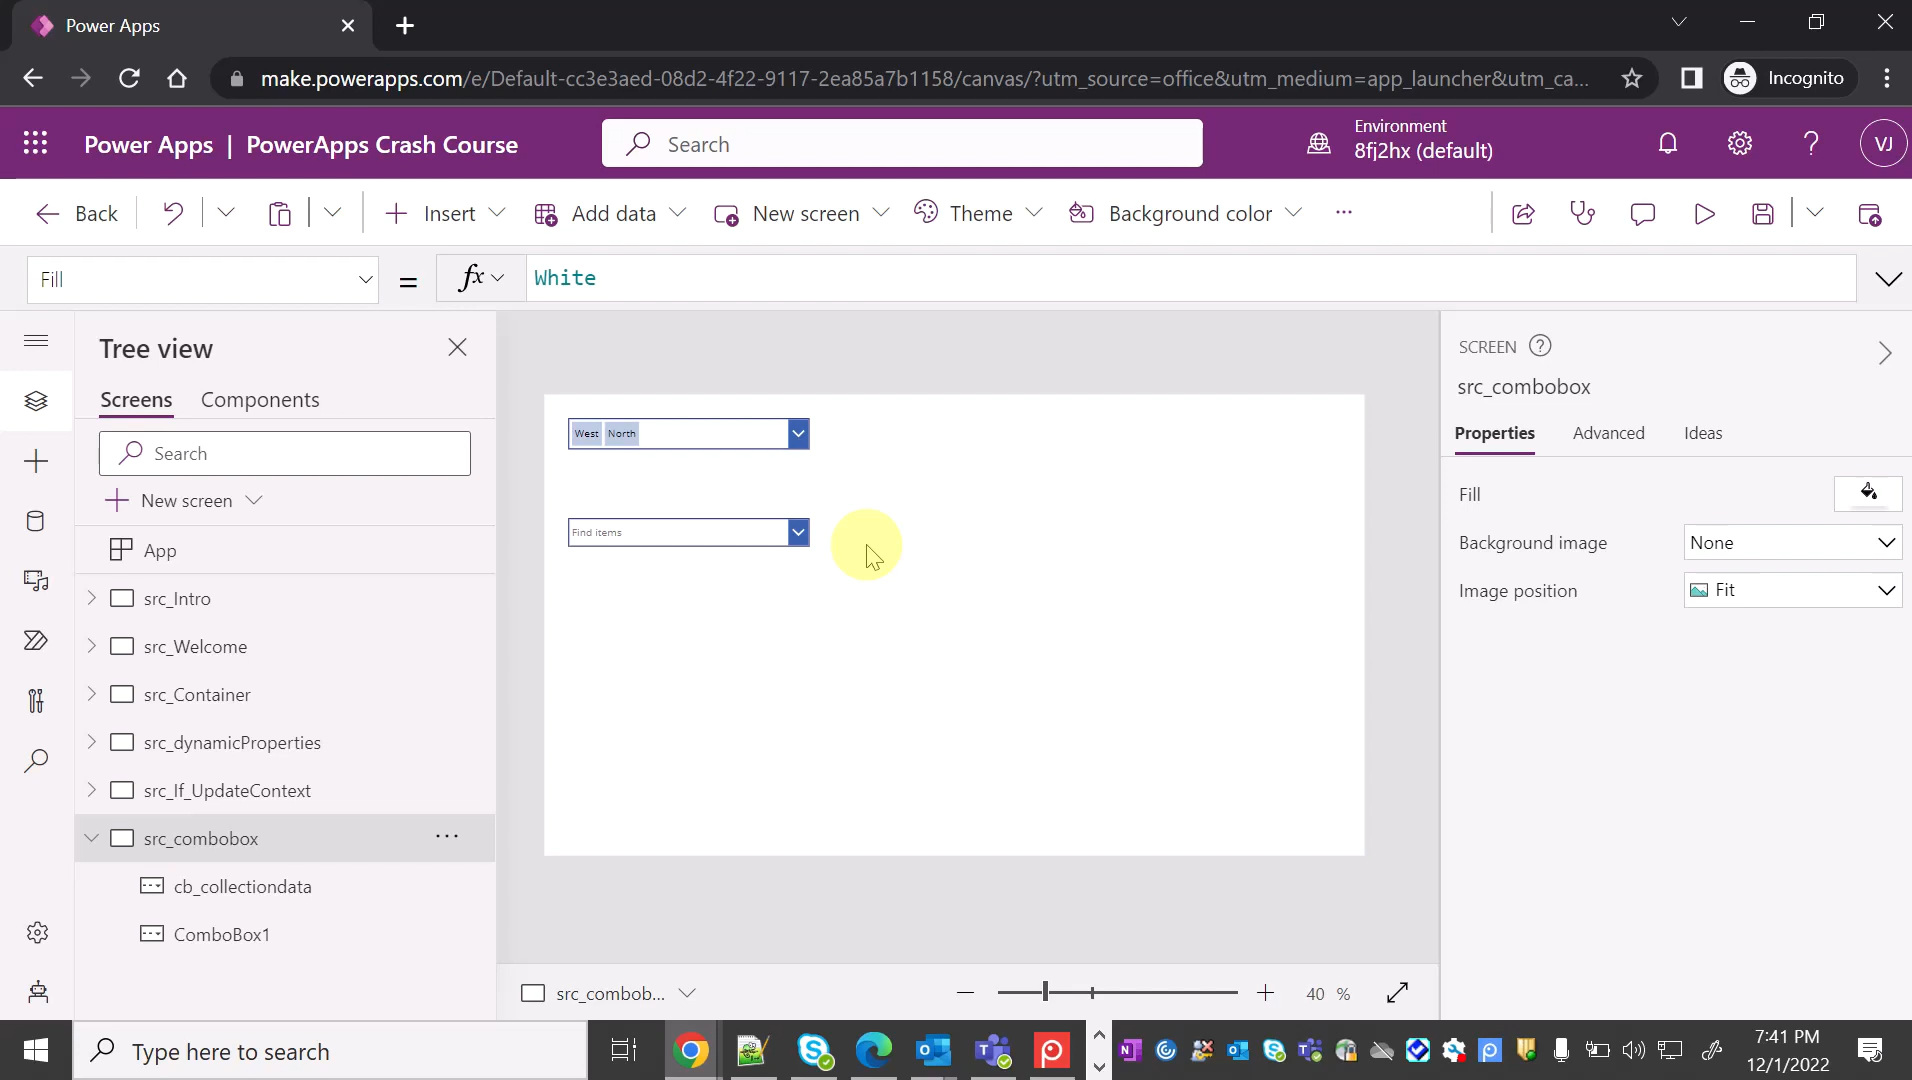 Power Apps
make.powerapps.com/e/Default-cc3e3aed-08d2-4f22-9117-2ea85a7b1158/canvas/?utm_source=office&utm_medium=app_launcher&utm_ca...
Incognito
Power Apps | PowerApps Crash Course
Search
Environment
8fj2hx (default)
VJ
Back
Insert
Add data
New screen
Theme
Background color
Fill
=
fx
White
Tree view
Screens
Components
Search
New screen
App
src_Intro
src_Welcome
src_Container
src_dynamicProperties
src_If_UpdateContext
src_combobox
cb_collectiondata
ComboBox1
West
North
Find items
SCREEN
src_combobox
Properties
Advanced
Ideas
Fill
Background image
None
Image position
Fit
src_combob...
40 %
Type here to search
7:41 PM
12/1/2022